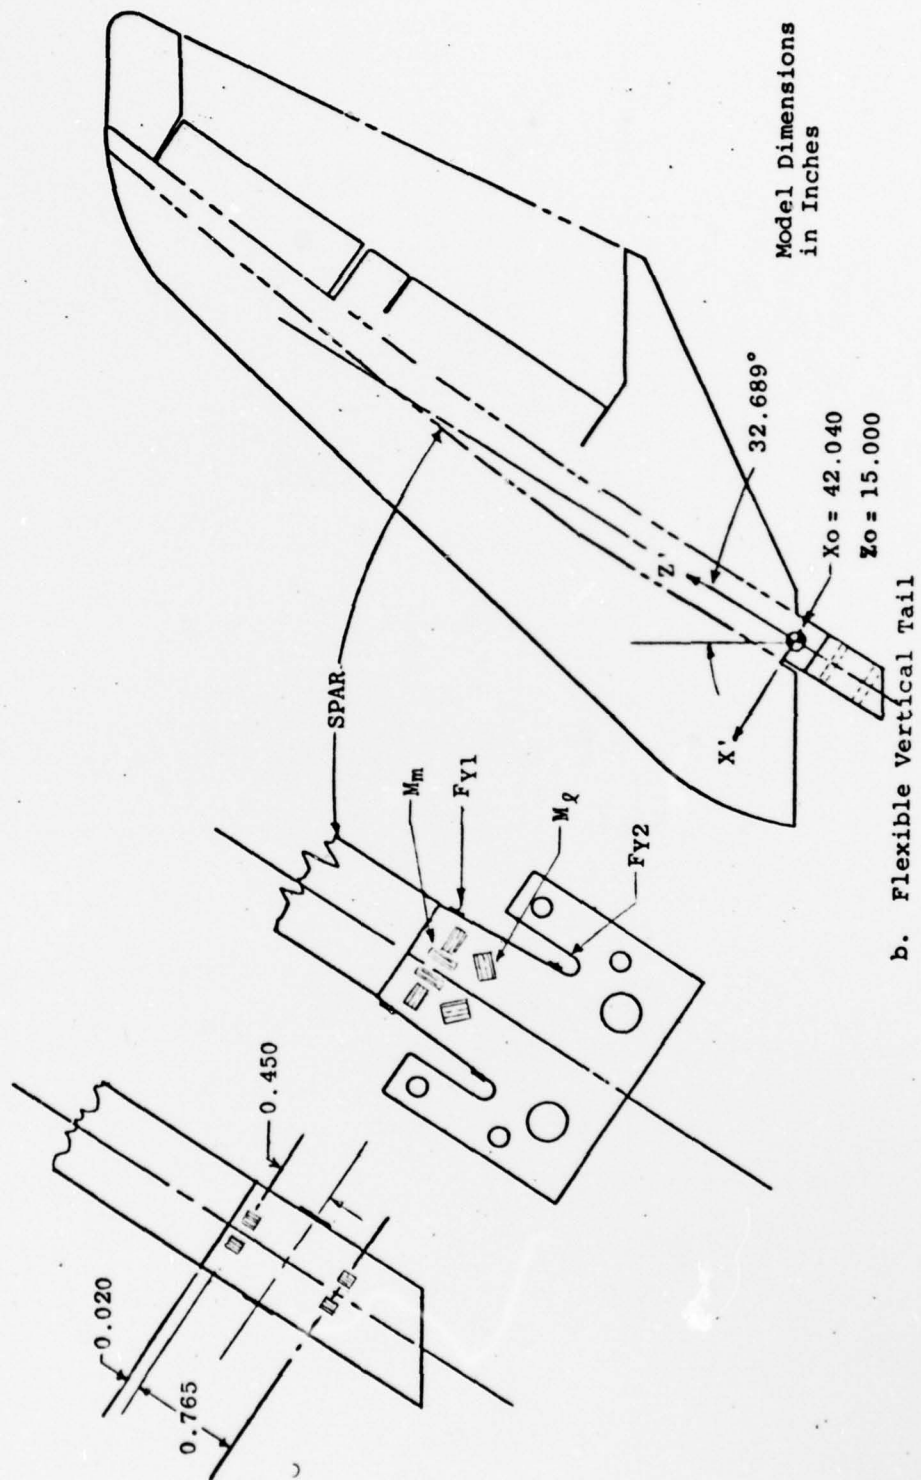 0.020
0.765
0.450
SPAR
Mm
FY1
Mℓ
FY2
Z'
X'
32.689°
Xo = 42.040
Zo = 15.000
Model Dimensions
in Inches
b. Flexible Vertical Tail